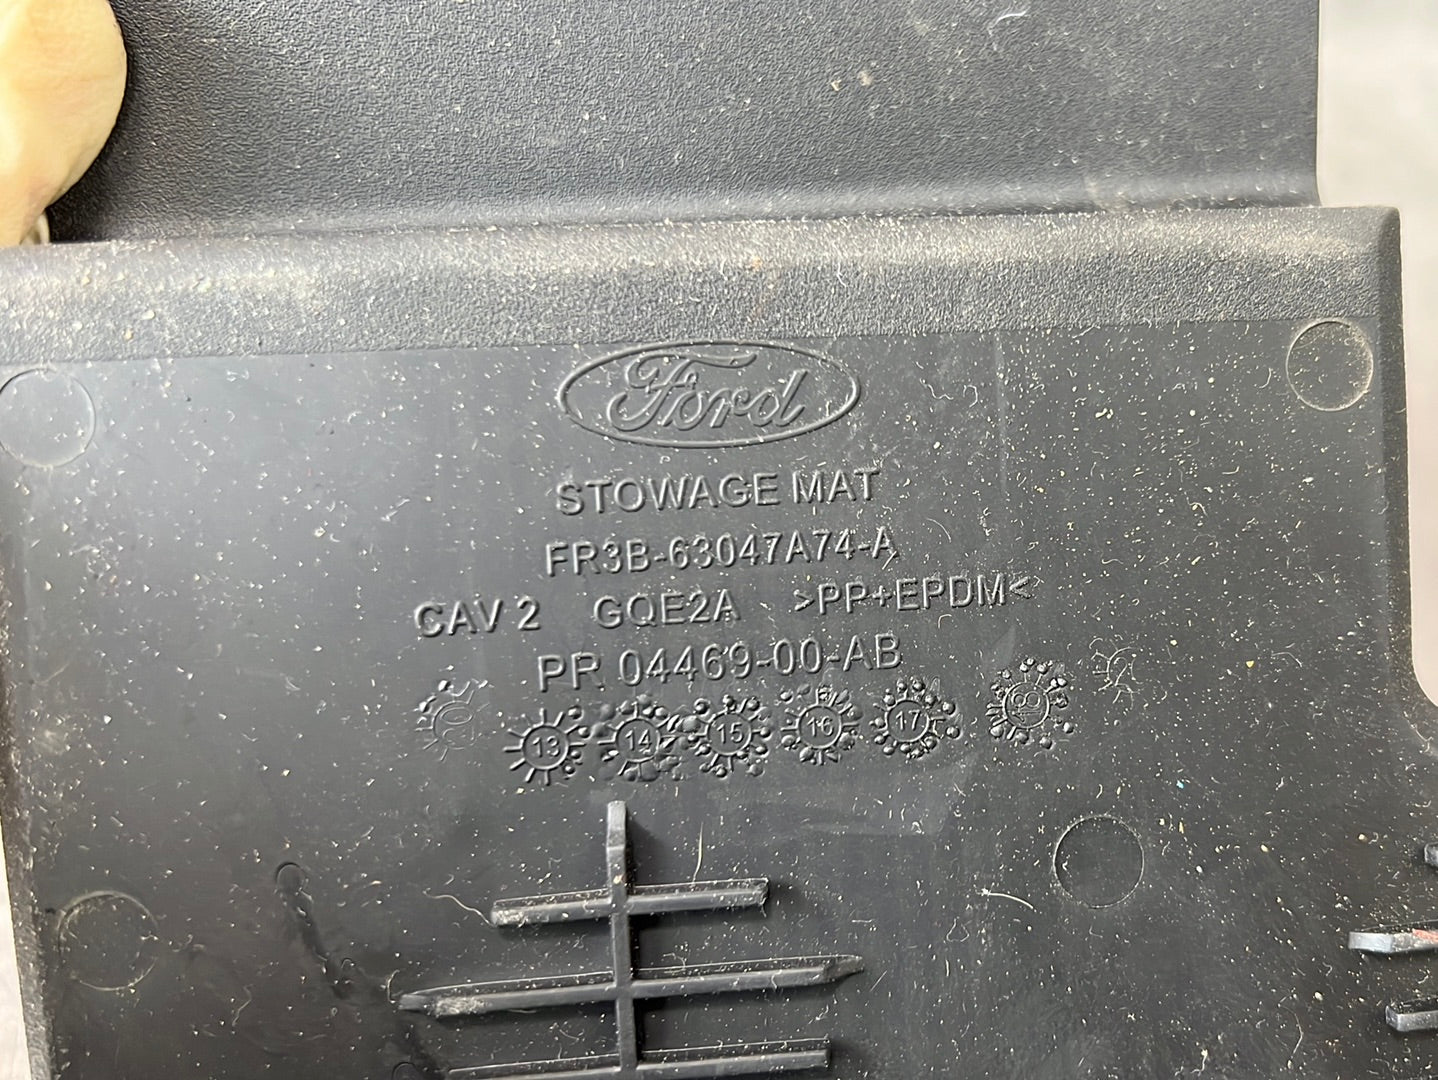 Ford
STOWAGE MAT
FR3B-63047A74-A
CAV 2 GQE2A >PP+EPDM<
PR 04469-00-AB
13 14 15 16 17 18